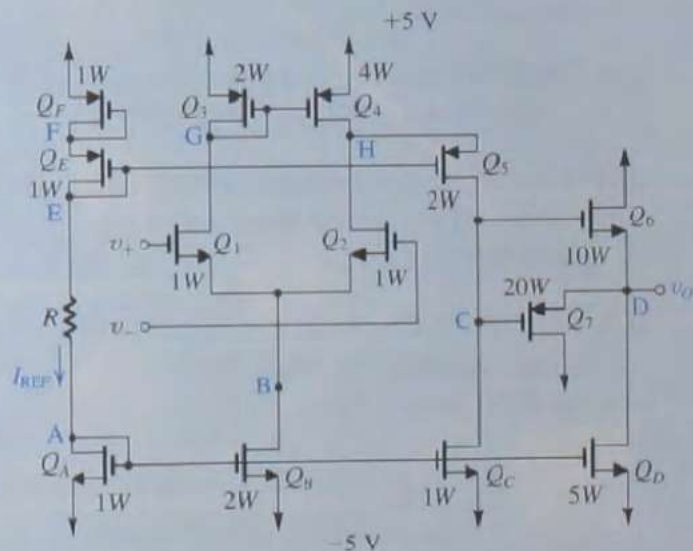 +5 V
1W
2W
4W
Q_F
Q_3
Q_4
F
G
H
Q_E
Q_5
1W
2W
E
Q_6
v_+
Q_1
Q_2
10W
1W
1W
20W
R
v_O
C
D
v_−
Q_7
I_REF
B
A
Q_A
Q_B
Q_C
Q_D
1W
2W
1W
5W
−5 V